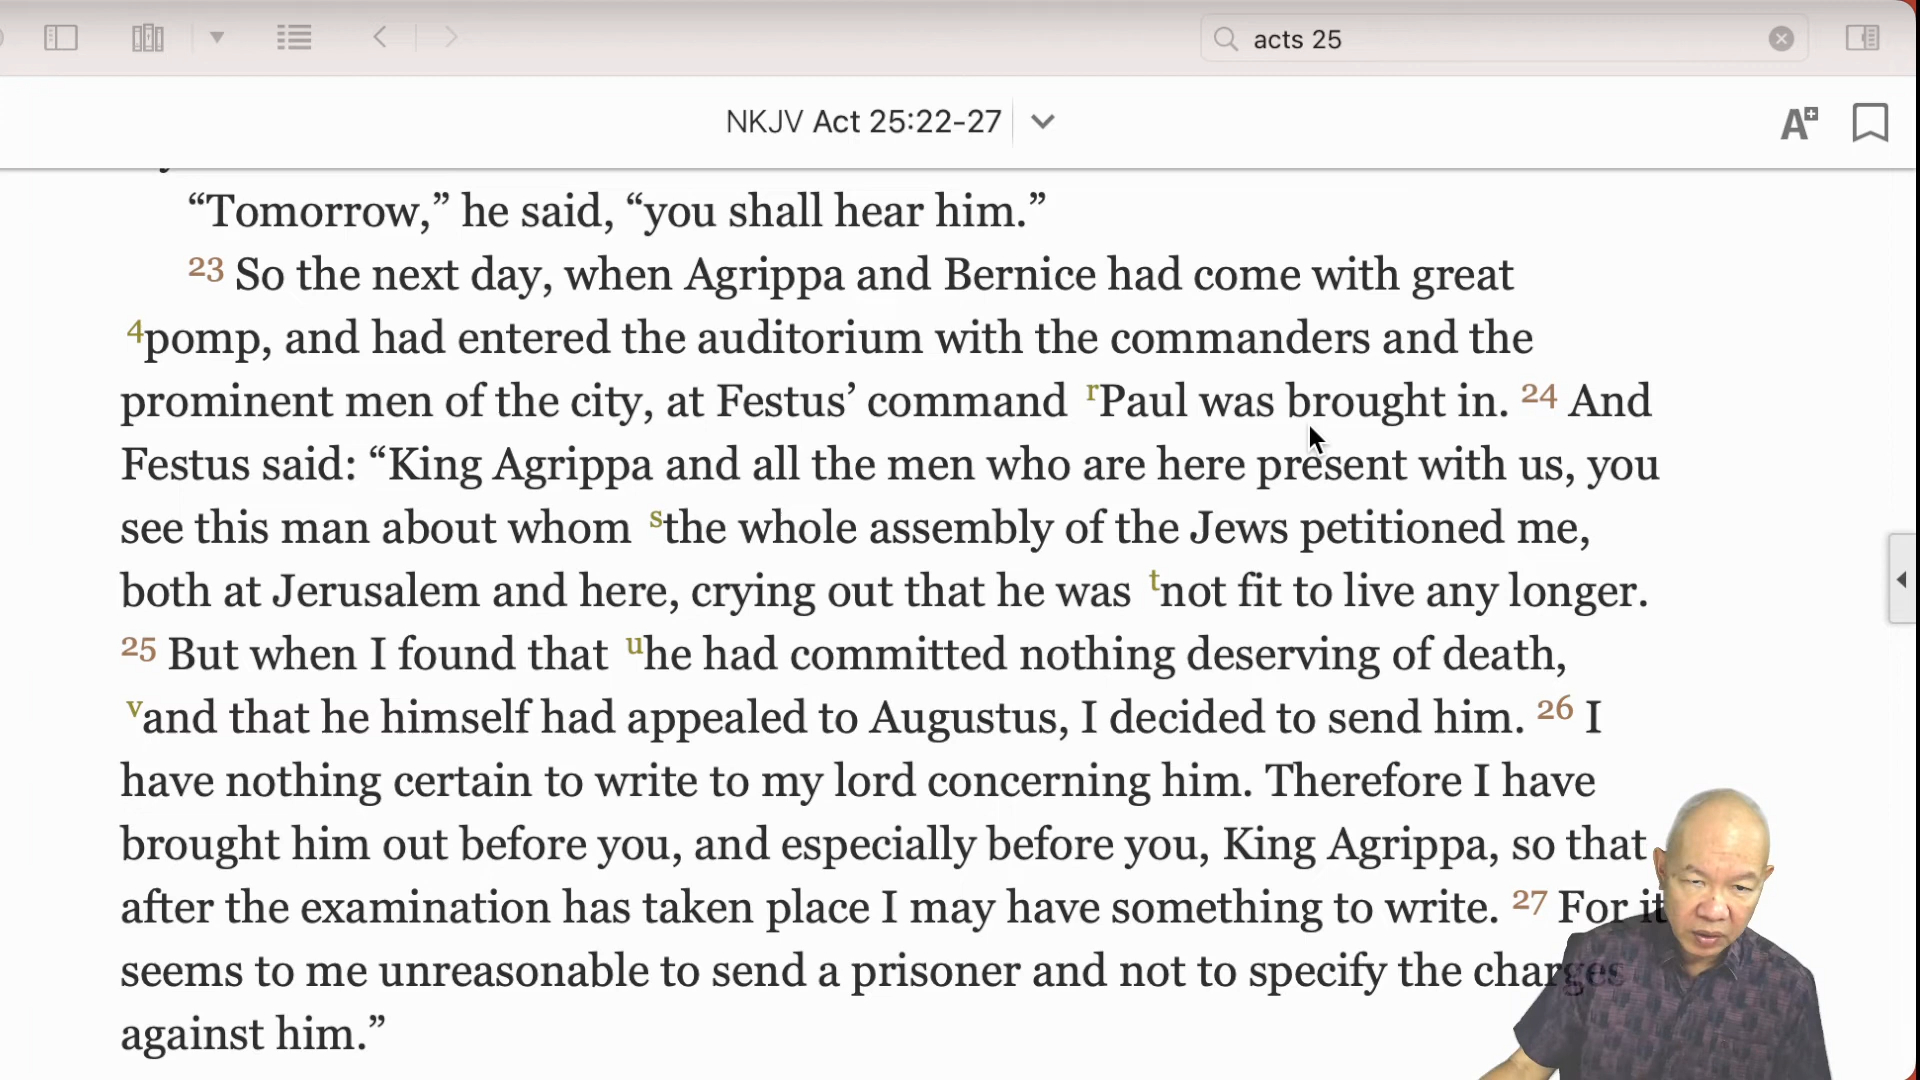 acts 25
NKJV Act 25:22-27
A
“Tomorrow,” he said, “you shall hear him.”
23 So the next day, when Agrippa and Bernice had come with great
4pomp, and had entered the auditorium with the commanders and the
prominent men of the city, at Festus’ command rPaul was brought in. 24 And
Festus said: “King Agrippa and all the men who are here present with us, you
see this man about whom sthe whole assembly of the Jews petitioned me,
both at Jerusalem and here, crying out that he was tnot fit to live any longer.
25 But when I found that uhe had committed nothing deserving of death,
vand that he himself had appealed to Augustus, I decided to send him. 26 I
have nothing certain to write to my lord concerning him. Therefore I have
brought him out before you, and especially before you, King Agrippa, so that
after the examination has taken place I may have something to write. 27 For it
seems to me unreasonable to send a prisoner and not to specify the charges
against him.”